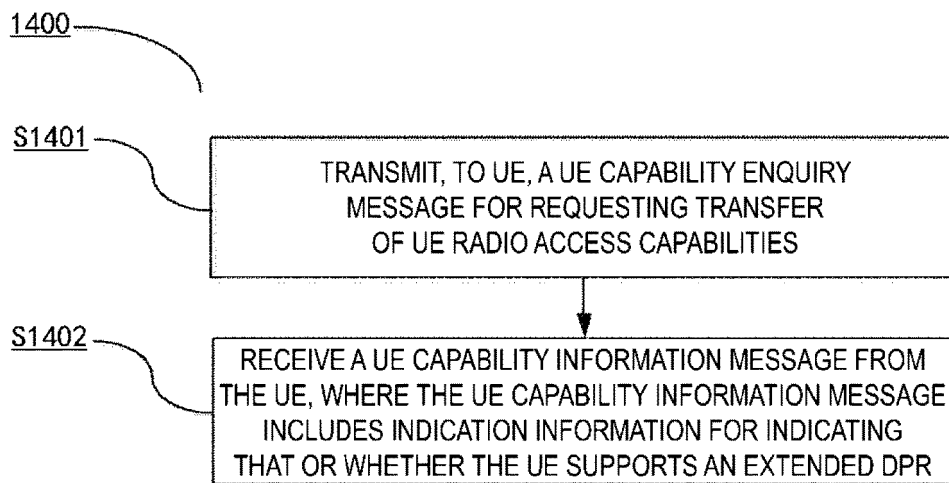 1400
S1401
TRANSMIT, TO UE, A UE CAPABILITY ENQUIRY
MESSAGE FOR REQUESTING TRANSFER
OF UE RADIO ACCESS CAPABILITIES
S1402
RECEIVE A UE CAPABILITY INFORMATION MESSAGE FROM
THE UE, WHERE THE UE CAPABILITY INFORMATION MESSAGE
INCLUDES INDICATION INFORMATION FOR INDICATING
THAT OR WHETHER THE UE SUPPORTS AN EXTENDED DPR